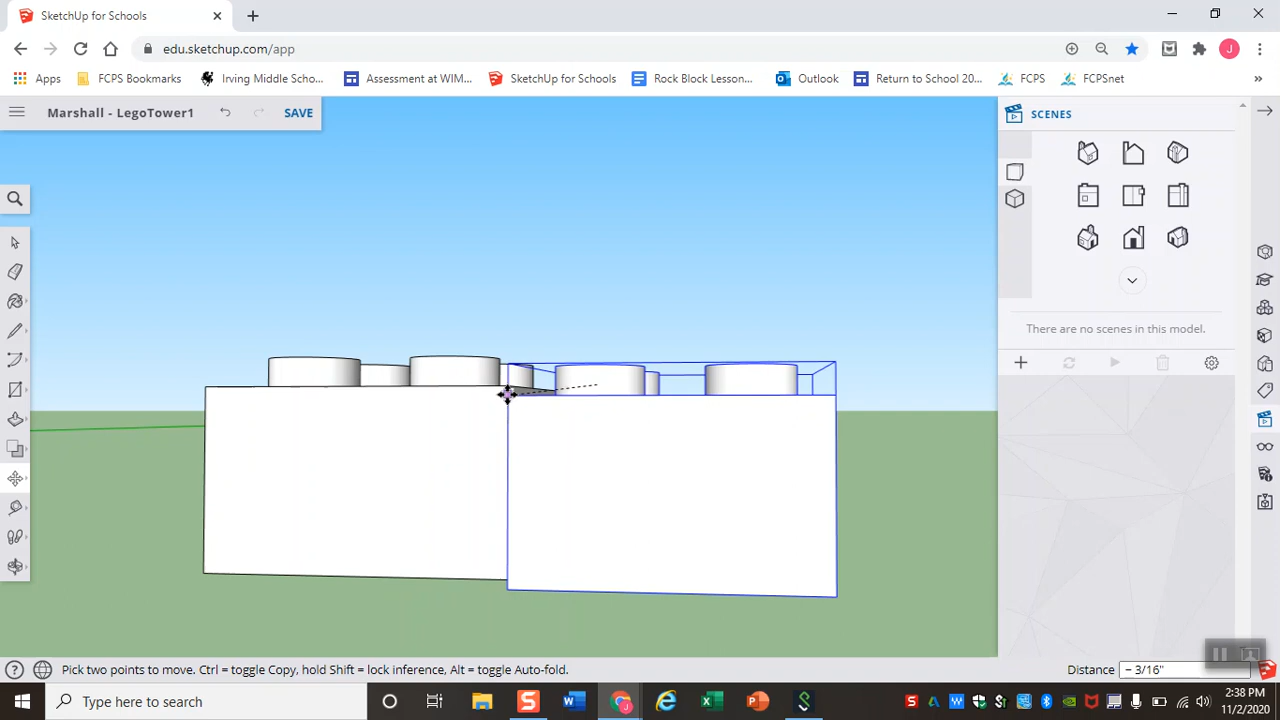 SketchUp for Schools
edu.sketchup.com/app
J
Apps FCPS Bookmarks Irving Middle Scho... Assessment at WIM... SketchUp for Schools Rock Block Lesson... Outlook Return to School 20... FCPS FCPSnet »
Marshall - LegoTower1 SAVE
SCENES
There are no scenes in this model.
Pick two points to move. Ctrl = toggle Copy, hold Shift = lock inference, Alt = toggle Auto-fold. Distance ~ 3/16"
Type here to search
2:38 PM
11/2/2020